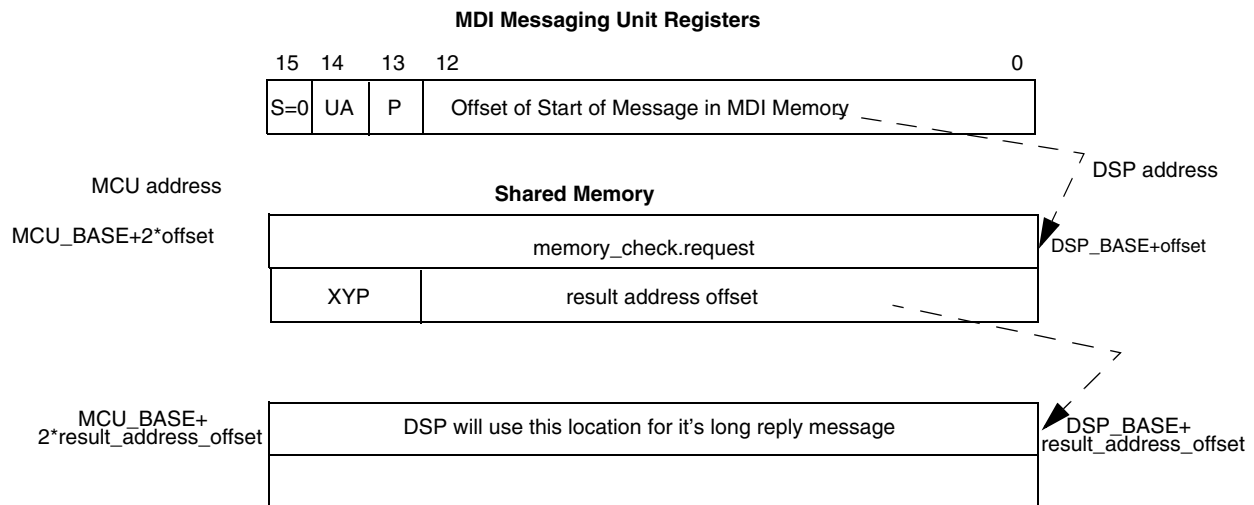 MDI Messaging Unit Registers
15 14 13 12 0
S=0 UA P Offset of Start of Message in MDI Memory
DSP address
MCU address
Shared Memory
MCU_BASE+2*offset
memory_check.request
DSP_BASE+offset
XYP result address offset
MCU_BASE+
2*result_address_offset
DSP will use this location for it's long reply message
DSP_BASE+
result_address_offset